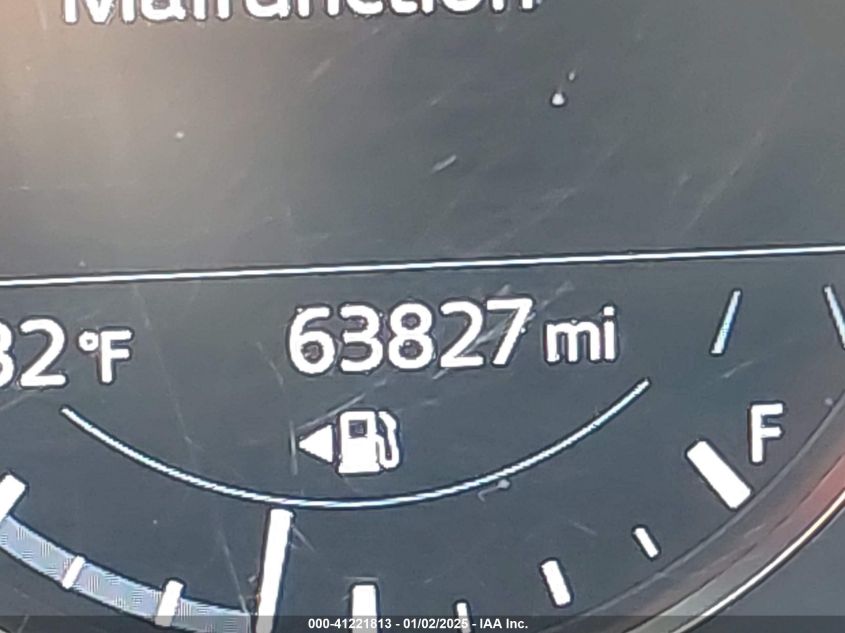 Malfunction
32 °F 63827 mi
F
000-41221813 - 01/02/2025 - IAA Inc.